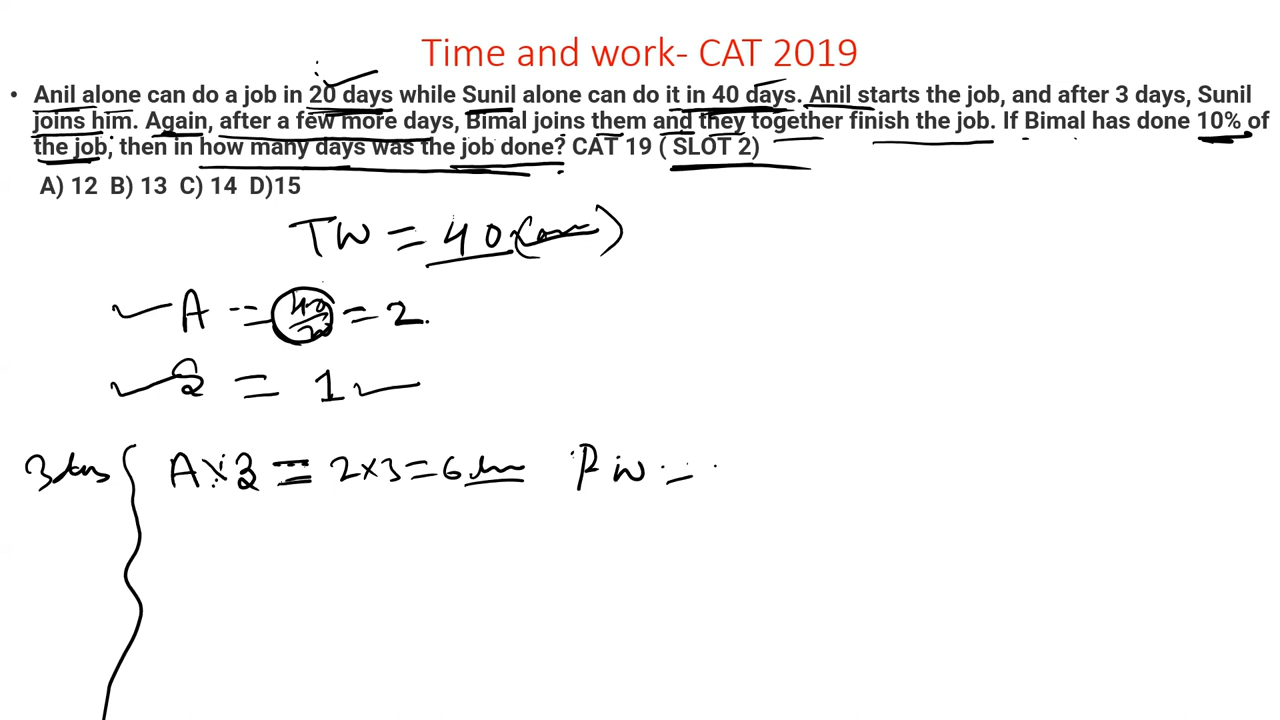 Time and work- CAT 2019
• Anil alone can do a job in 20 days while Sunil alone can do it in 40 days. Anil starts the job, and after 3 days, Sunil
joins him. Again, after a few more days, Bimal joins them and they together finish the job. If Bimal has done 10% of
the job, then in how many days was the job done? CAT 19 ( SLOT 2)
A) 12 B) 13 C) 14 D)15
TW = 40
A = 40/20 = 2
S = 1
3 days A×3 = 2×3=6 RW =